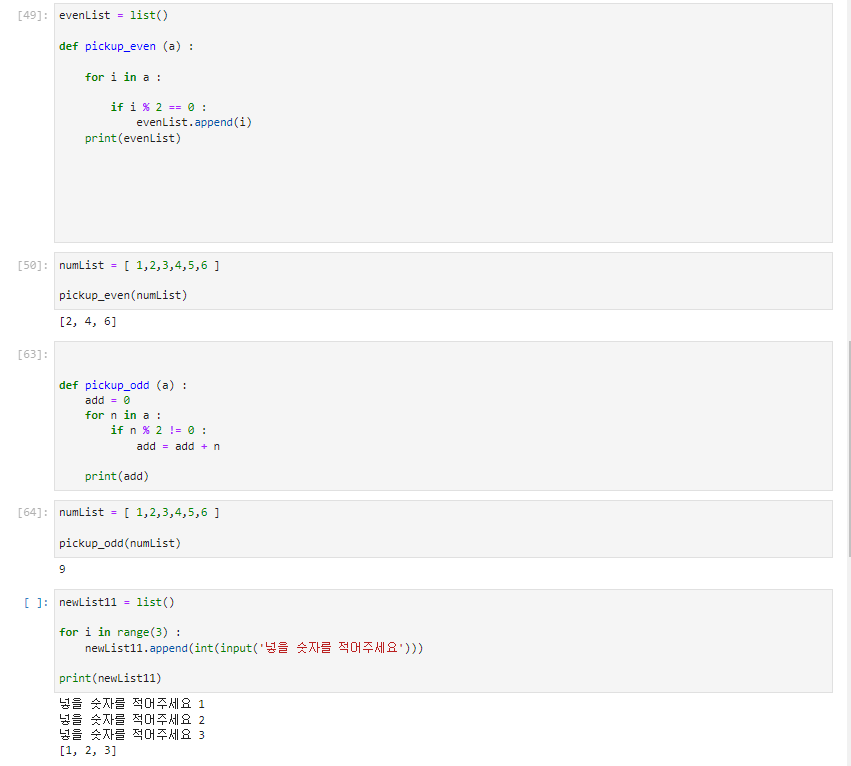 [49]: evenList = list()
def pickup_even (a) :
for i in a :
if i % 2 == 0 :
evenList.append(i)
print(evenList)
[50]: numList = [ 1,2,3,4,5,6 ]
pickup_even(numList)
[2, 4, 6]
[63]:
def pickup_odd (a) :
add = 0
for n in a :
if n % 2 != 0 :
add = add + n
print(add)
[64]: numList = [ 1,2,3,4,5,6 ]
pickup_odd(numList)
9
[ ]: newList11 = list()
for i in range(3) :
newList11.append(int(input('넣을 숫자를 적어주세요')))
print(newList11)
넣을 숫자를 적어주세요 1
넣을 숫자를 적어주세요 2
넣을 숫자를 적어주세요 3
[1, 2, 3]